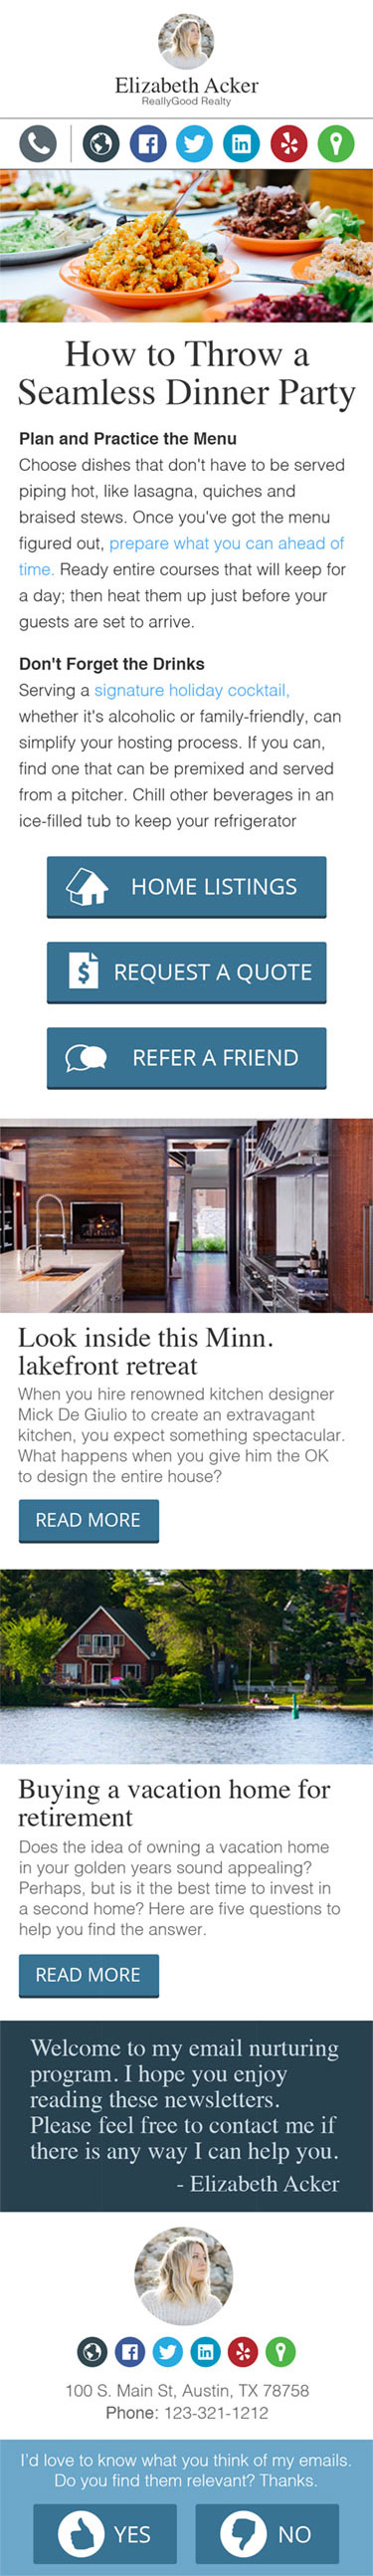 Elizabeth Acker
ReallyGood Realty
How to Throw a
Seamless Dinner Party
Plan and Practice the Menu
Choose dishes that don't have to be served
piping hot, like lasagna, quiches and
braised stews. Once you've got the menu
figured out, prepare what you can ahead of
time. Ready entire courses that will keep for
a day; then heat them up just before your
guests are set to arrive.
Don't Forget the Drinks
Serving a signature holiday cocktail,
whether it's alcoholic or family-friendly, can
simplify your hosting process. If you can,
find one that can be premixed and served
from a pitcher. Chill other beverages in an
ice-filled tub to keep your refrigerator
HOME LISTINGS
REQUEST A QUOTE
REFER A FRIEND
Look inside this Minn.
lakefront retreat
When you hire renowned kitchen designer
Mick De Giulio to create an extravagant
kitchen, you expect something spectacular.
What happens when you give him the OK
to design the entire house?
READ MORE
Buying a vacation home for
retirement
Does the idea of owning a vacation home
in your golden years sound appealing?
Perhaps, but is it the best time to invest in
a second home? Here are five questions to
help you find the answer.
READ MORE
Welcome to my email nurturing
program. I hope you enjoy
reading these newsletters.
Please feel free to contact me if
there is any way I can help you.
- Elizabeth Acker
100 S. Main St, Austin, TX 78758
Phone: 123-321-1212
I'd love to know what you think of my emails.
Do you find them relevant? Thanks.
YES
NO